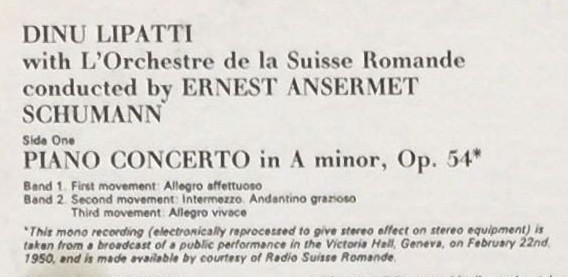 DINU LIPATTI
with L'Orchestre de la Suisse Romande
conducted by ERNEST ANSERMET
SCHUMANN
Side One
PIANO CONCERTO in A minor, Op. 54*
Band 1. First movement: Allegro affettuoso
Band 2. Second movement: Intermezzo. Andantino grazioso
Third movement: Allegro vivace
*This mono recording (electronically reprocessed to give stereo effect on stereo equipment) is
taken from a broadcast of a public performance in the Victoria Hall, Geneva, on February 22nd,
1950, and is made available by courtesy of Radio Suisse Romande.